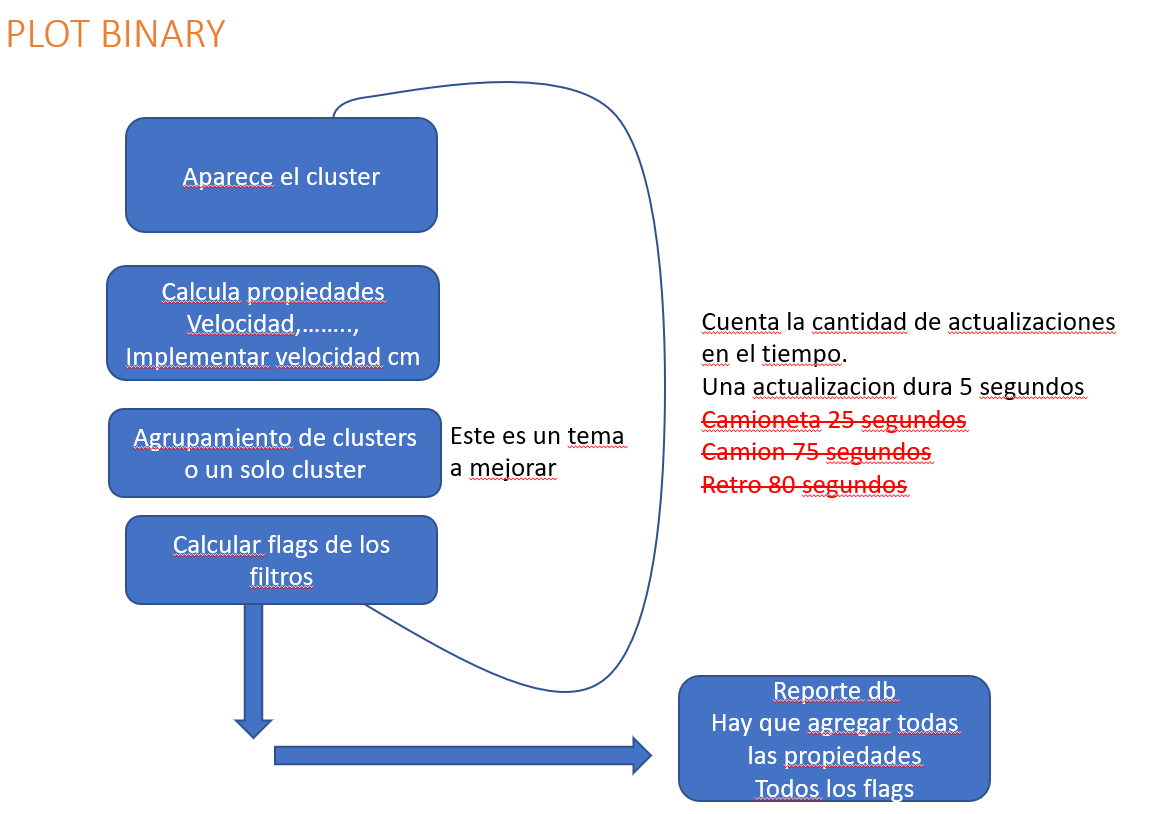 PLOT BINARY
Aparece el cluster
Calcula propiedades
Velocidad,........,
Implementar velocidad cm
Agrupamiento de clusters
o un solo cluster
Este es un tema
a mejorar
Calcular flags de los
filtros
Cuenta la cantidad de actualizaciones
en el tiempo.
Una actualizacion dura 5 segundos
Camioneta 25 segundos
Camion 75 segundos
Retro 80 segundos
Reporte db
Hay que agregar todas
las propiedades
Todos los flags